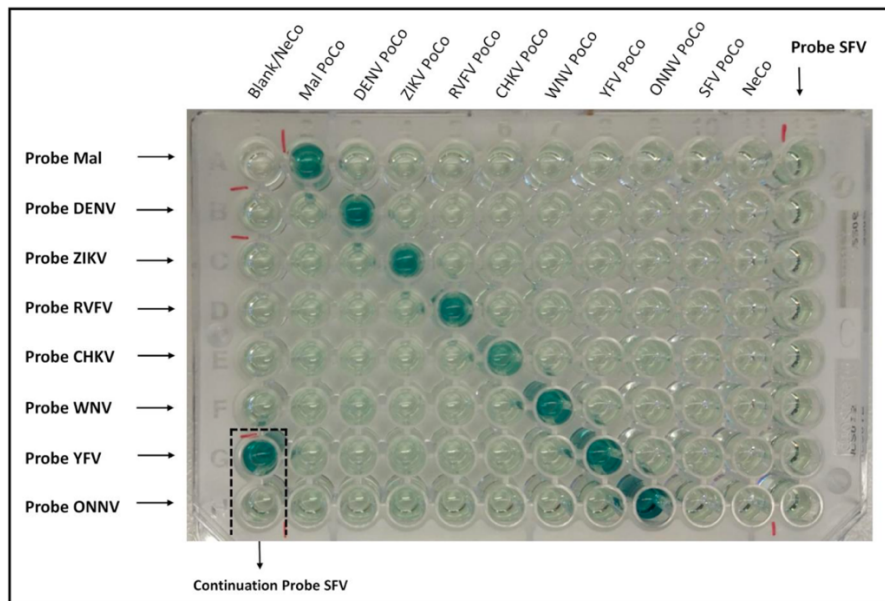 Blank/NeCo
Mal PoCo
DENV PoCo
ZIKV PoCo
RVFV PoCo
CHKV PoCo
WNV PoCo
YFV PoCo
ONNV PoCo
SFV PoCo
NeCo
Probe SFV
Probe Mal
A
Probe DENV
B
Probe ZIKV
C
Probe RVFV
D
Probe CHKV
E
Probe WNV
F
Probe YFV
G
Probe ONNV
Continuation Probe SFV